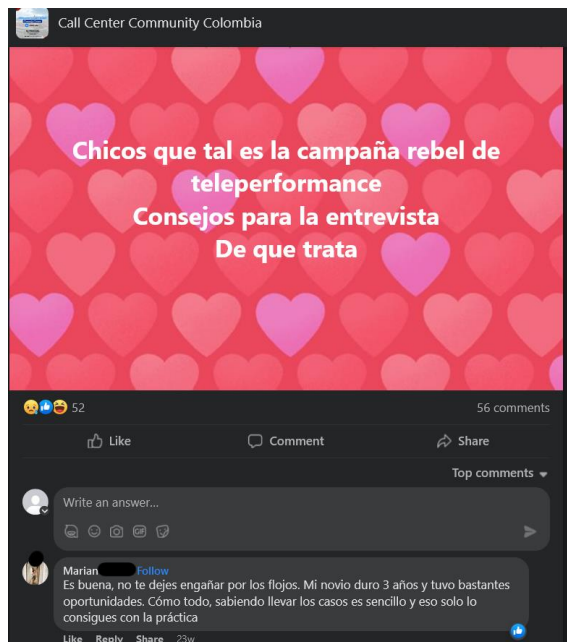 Call Center Community Colombia
Chicos que tal es la campaña rebel de
teleperformance
Consejos para la entrevista
De que trata
52
56 comments
Like
Comment
Share
Top comments
Write an answer...
GIF
Marian
Follow
Es buena, no te dejes engañar por los flojos. Mi novio duro 3 años y tuvo bastantes
oportunidades. Cómo todo, sabiendo llevar los casos es sencillo y eso solo lo
consigues con la práctica
Like Reply Share 23w